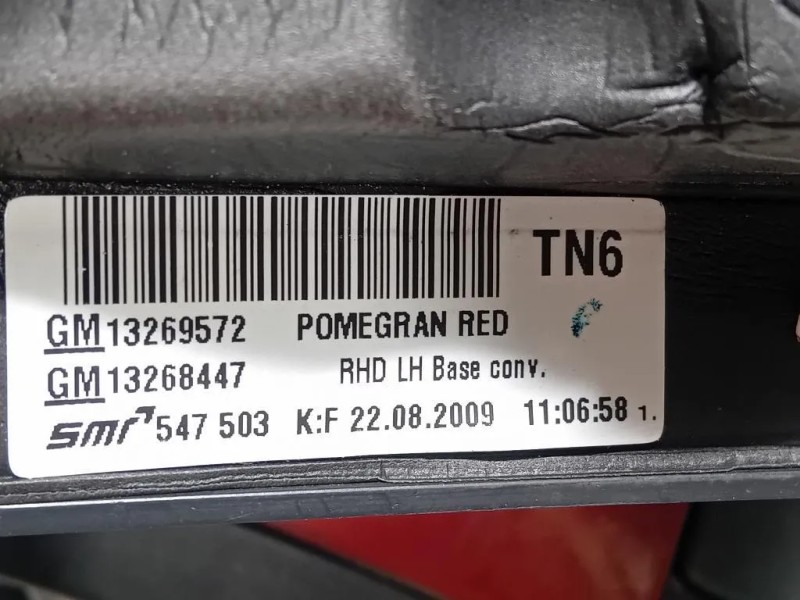 TN6
GM13269572 POMEGRAN RED
GM13268447 RHD LH Base conv.
smr 547 503 K:F 22.08.2009 11:06:58 1.